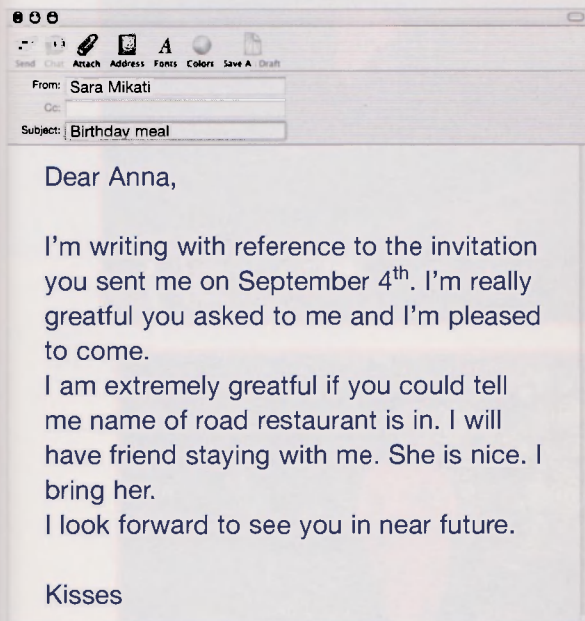 Send Chat Attach Address Fonts Colors Save A Draft
From: Sara Mikati
Cc:
Subject: Birthday meal
Dear Anna,
I'm writing with reference to the invitation
you sent me on September 4th. I'm really
greatful you asked to me and I'm pleased
to come.
I am extremely greatful if you could tell
me name of road restaurant is in. I will
have friend staying with me. She is nice. I
bring her.
I look forward to see you in near future.
Kisses